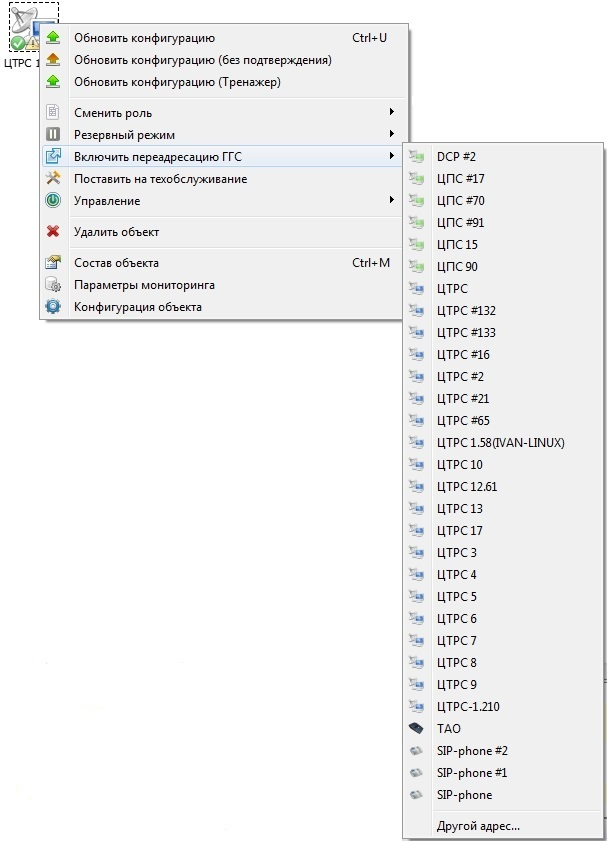 ЦТРС 1
Обновить конфигурацию Ctrl+U
Обновить конфигурацию (без подтверждения)
Обновить конфигурацию (Тренажер)
Сменить роль
Резервный режим
Включить переадресацию ГГС
Поставить на техобслуживание
Управление
Удалить объект
Состав объекта Ctrl+M
Параметры мониторинга
Конфигурация объекта
DCP #2
ЦПС #17
ЦПС #70
ЦПС #91
ЦПС 15
ЦПС 90
ЦТРС
ЦТРС #132
ЦТРС #133
ЦТРС #16
ЦТРС #2
ЦТРС #21
ЦТРС #65
ЦТРС 1.58(IVAN-LINUX)
ЦТРС 10
ЦТРС 12.61
ЦТРС 13
ЦТРС 17
ЦТРС 3
ЦТРС 4
ЦТРС 5
ЦТРС 6
ЦТРС 7
ЦТРС 8
ЦТРС 9
ЦТРС-1.210
ТАО
SIP-phone #2
SIP-phone #1
SIP-phone
Другой адрес...